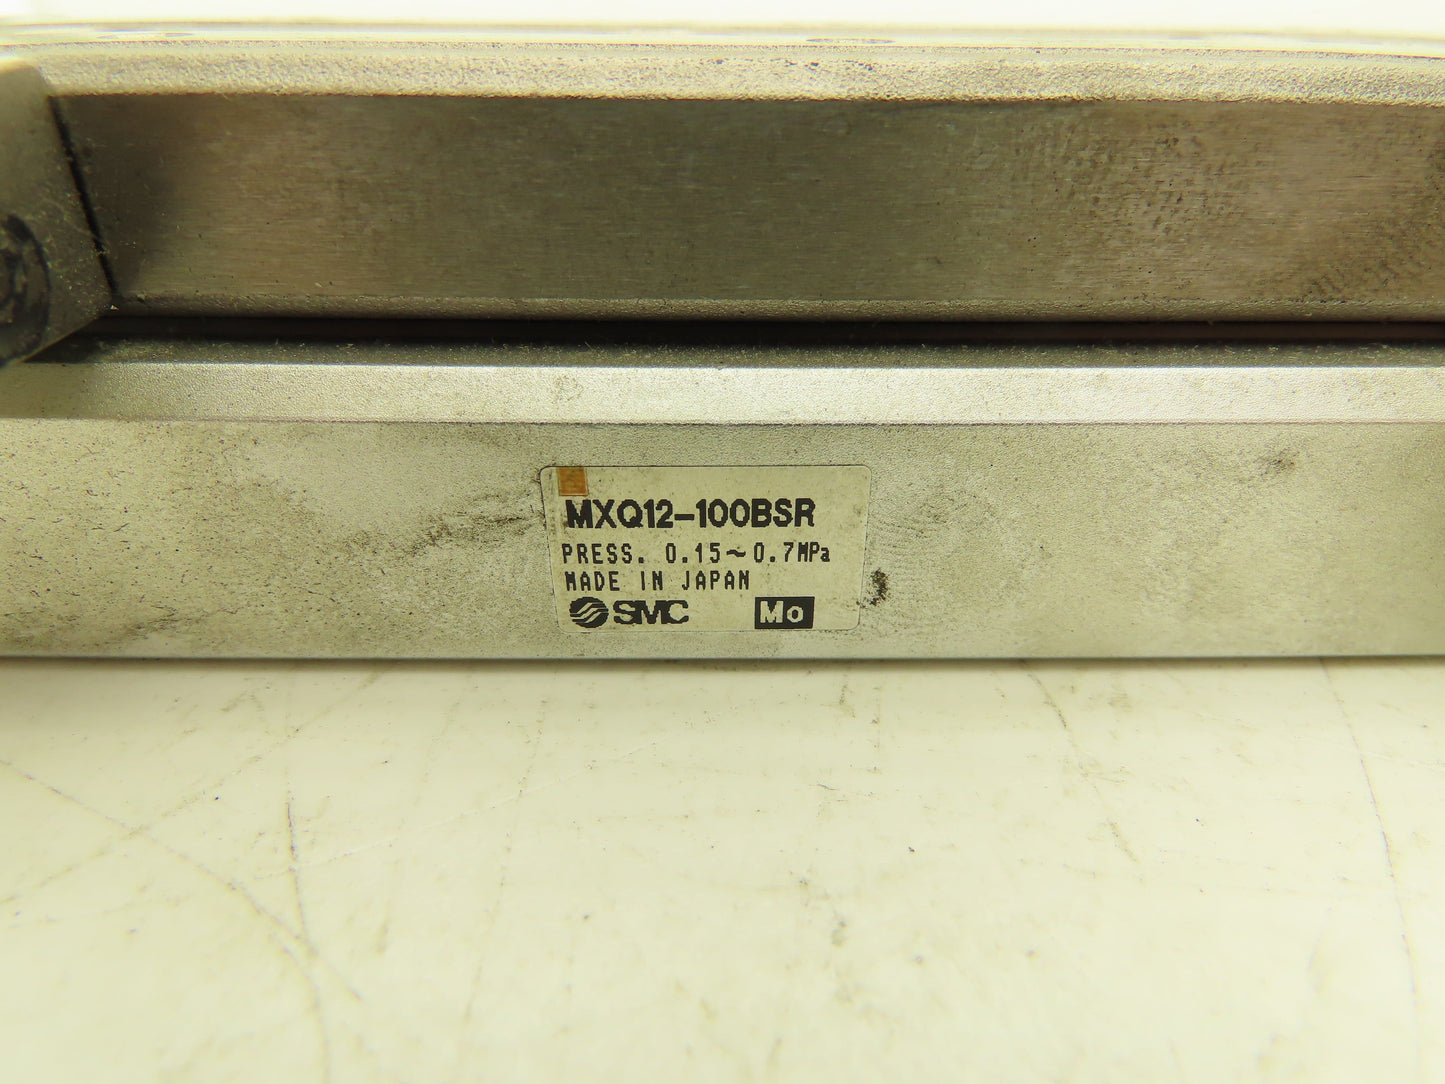 MXQ12-100BSR
PRESS. 0.15~0.7MPa
MADE IN JAPAN
SMC Mo